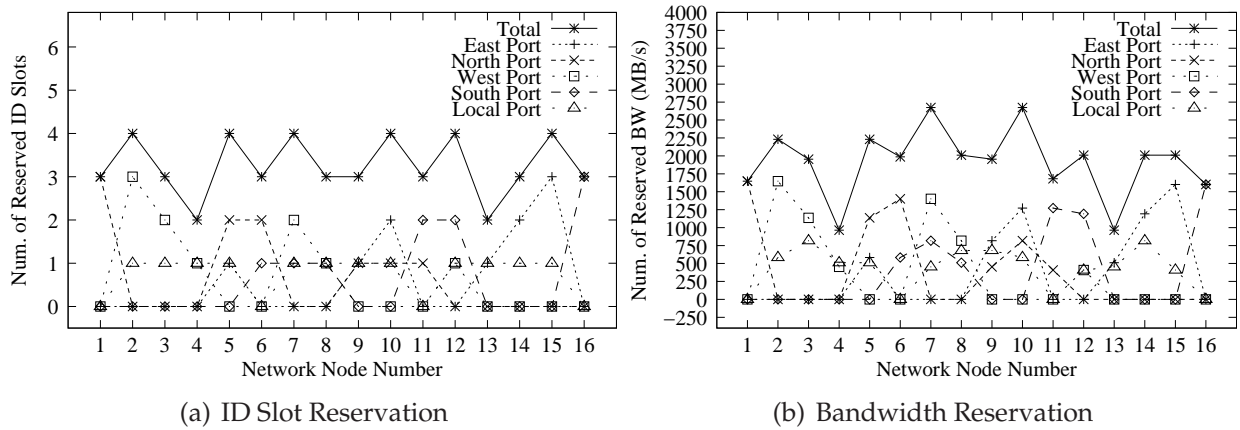 Num. of Reserved ID Slots
6
5
4
3
2
1
0
Total
East Port
North Port
West Port
South Port
Local Port
1 2 3 4 5 6 7 8 9 10 11 12 13 14 15 16
Network Node Number
(a) ID Slot Reservation
Num. of Reserved BW (MB/s)
4000
3750
3500
3250
3000
2750
2500
2250
2000
1750
1500
1250
1000
750
500
250
0
−250
Total
East Port
North Port
West Port
South Port
Local Port
1 2 3 4 5 6 7 8 9 10 11 12 13 14 15 16
Network Node Number
(b) Bandwidth Reservation